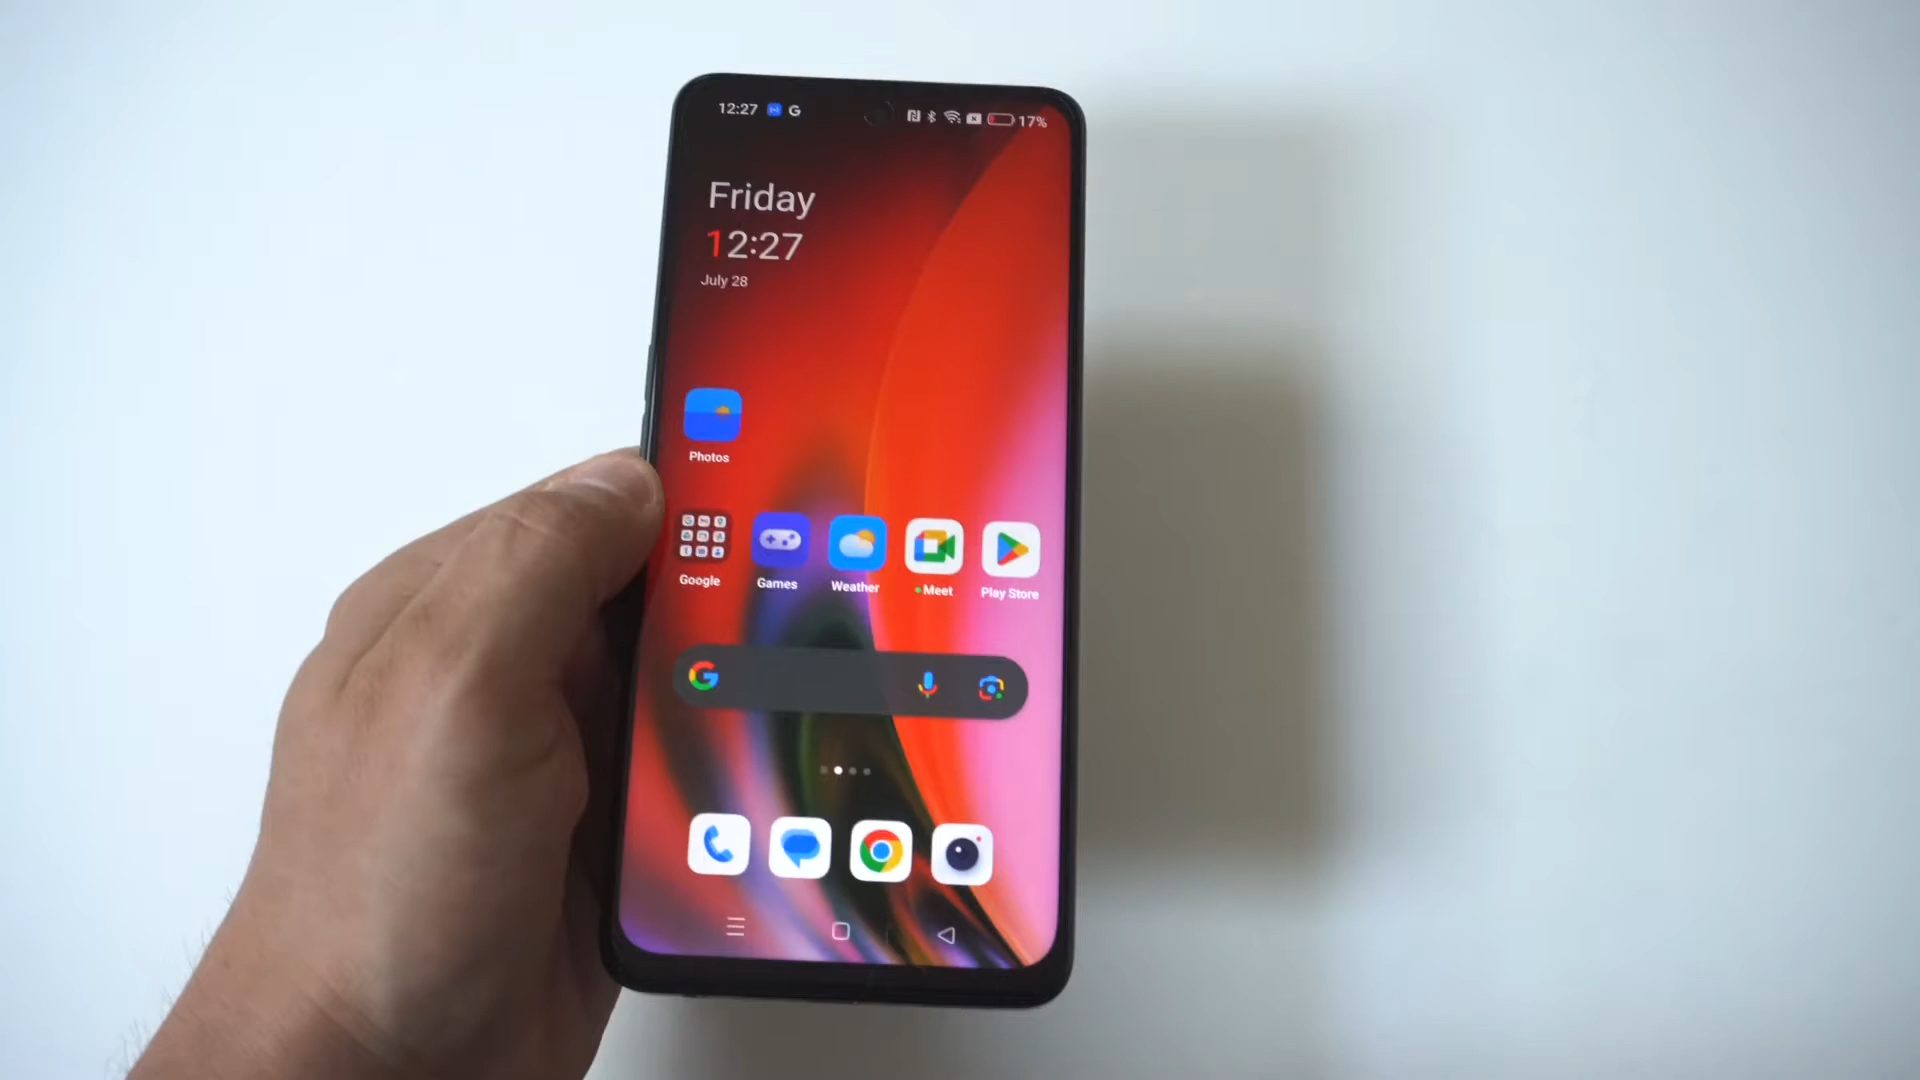 12:27 G 17%
Friday
12:27
July 28
Photos
Google Games Weather Meet Play Store
G